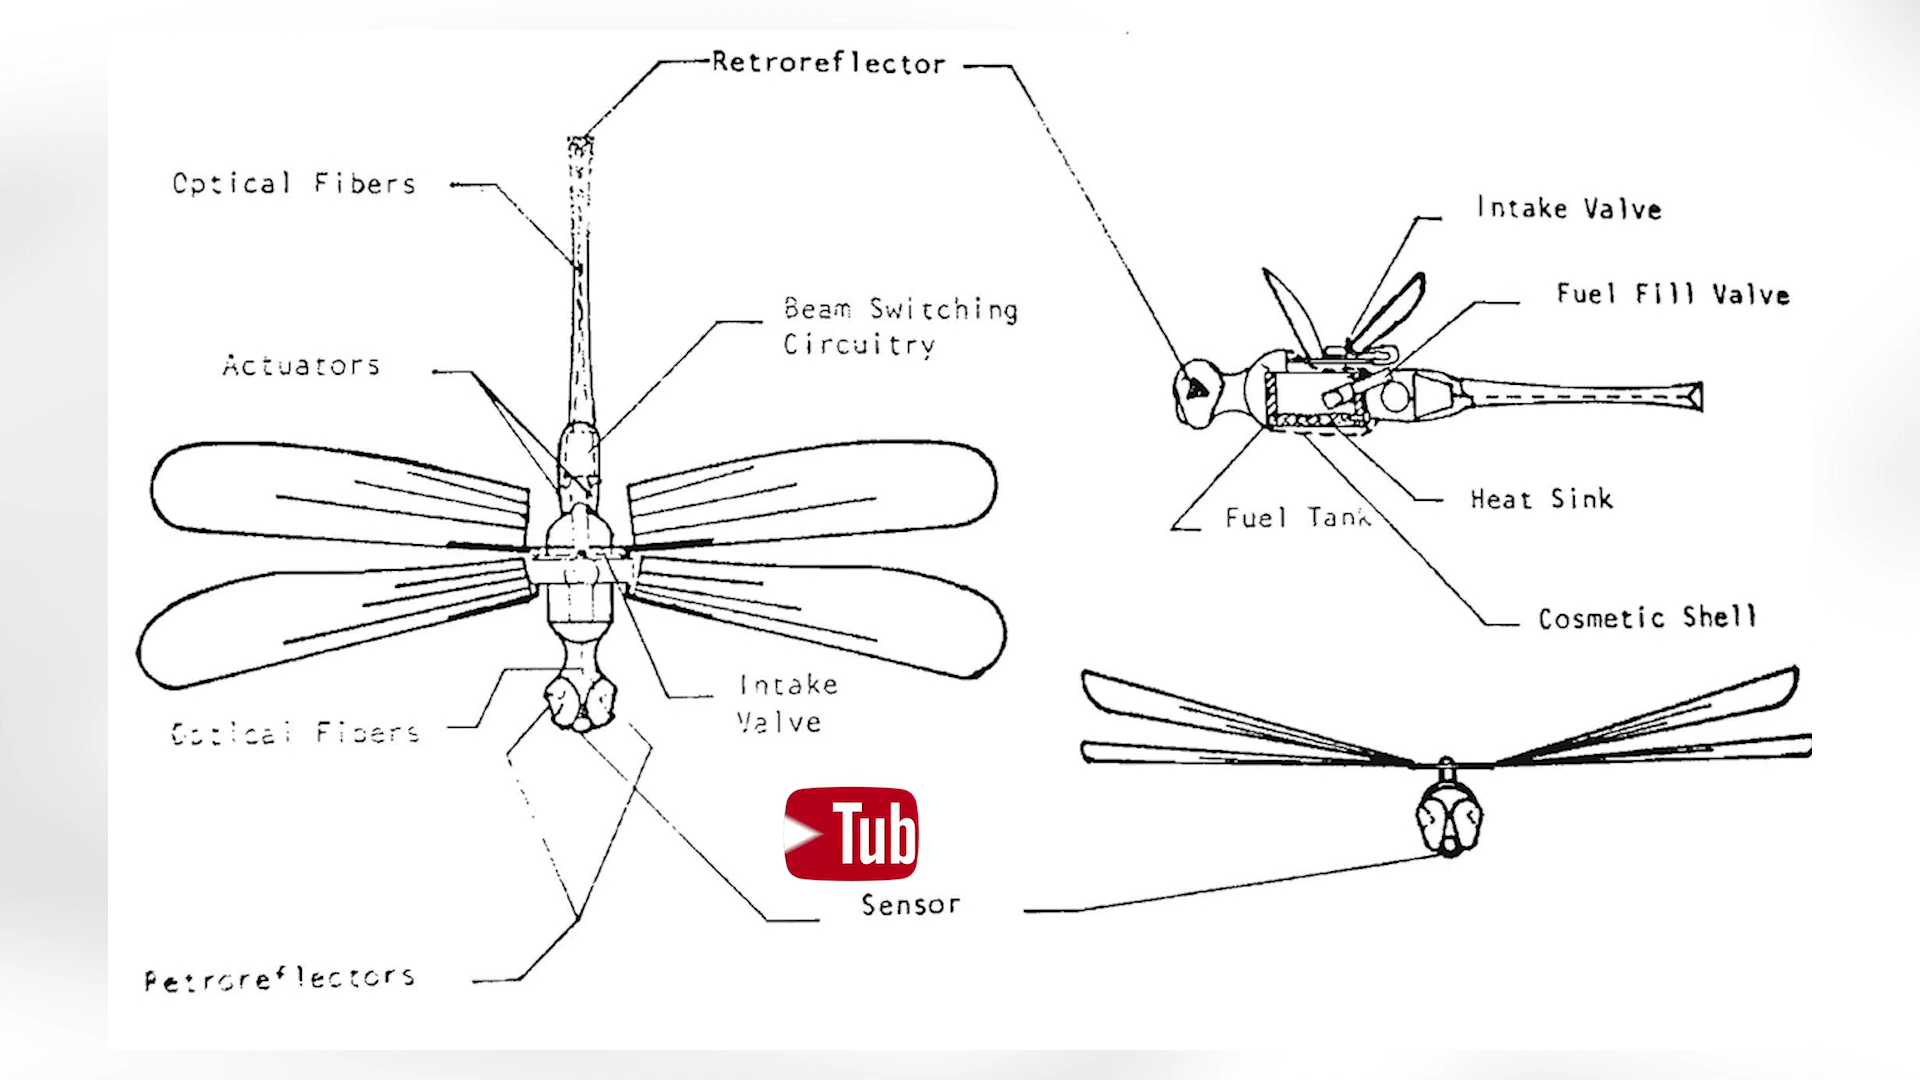 Retroreflector
Optical Fibers
Intake Valve
Fuel Fill Valve
Beam Switching
Circuitry
Actuators
Heat Sink
Fuel Tank
Cosmetic Shell
Intake
Valve
Optical Fibers
Tub
Sensor
Retroreflectors